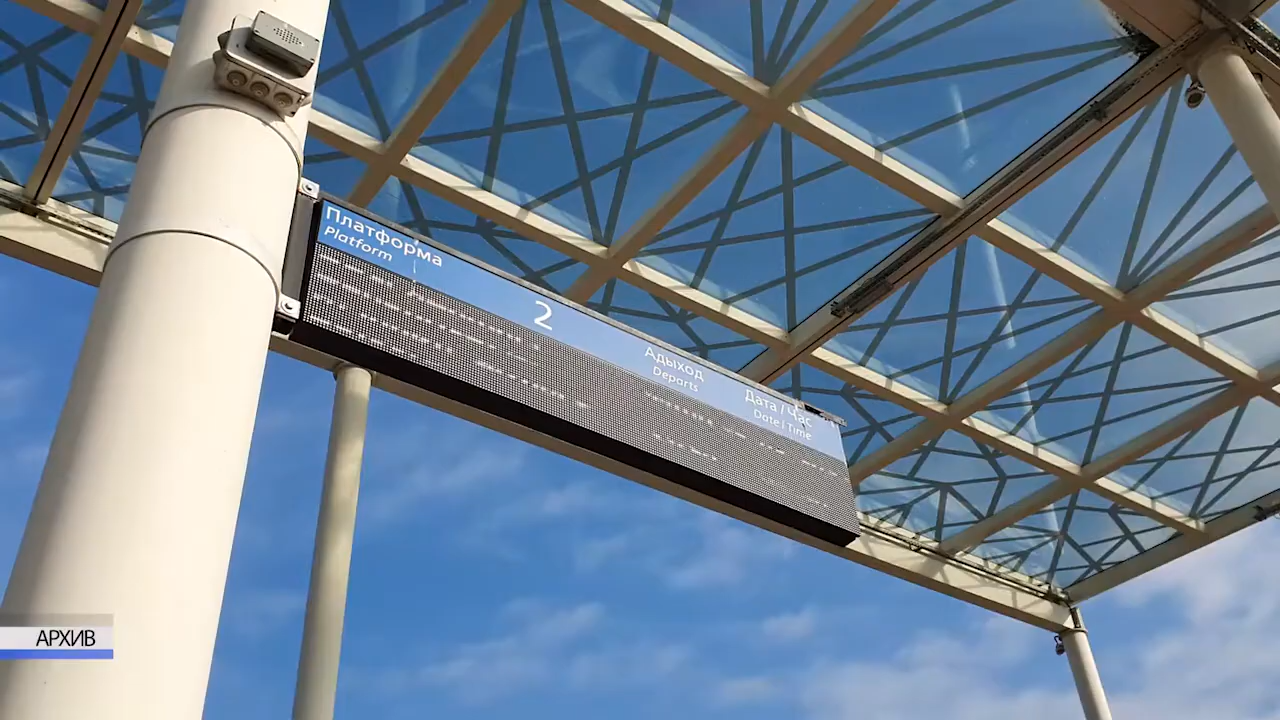 Платформа
Platform
2
Адыход
Departs
Дата / Час
Date / Time
АРХИВ